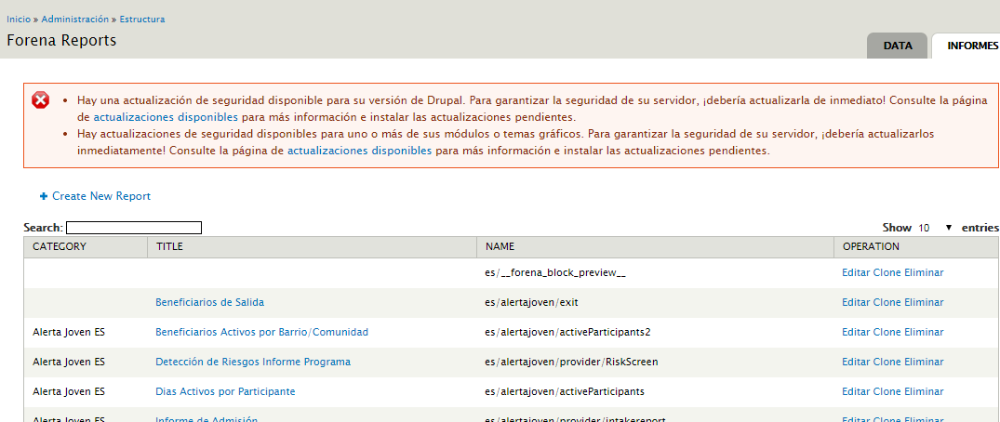 Inicio » Administración » Estructura
Forena Reports
DATA INFORMES
• Hay una actualización de seguridad disponible para su versión de Drupal. Para garantizar la seguridad de su servidor, ¡debería actualizarla de inmediato! Consulte la página
de actualizaciones disponibles para más información e instalar las actualizaciones pendientes.
• Hay actualizaciones de seguridad disponibles para uno o más de sus módulos o temas gráficos. Para garantizar la seguridad de su servidor, ¡debería actualizarlos
inmediatamente! Consulte la página de actualizaciones disponibles para más información e instalar las actualizaciones pendientes.
Create New Report
Search: Show 10 entries
CATEGORY TITLE NAME OPERATION
es/__forena_block_preview__ Editar Clone Eliminar
Beneficiarios de Salida es/alertajoven/exit Editar Clone Eliminar
Alerta Joven ES Beneficiarios Activos por Barrio/Comunidad es/alertajoven/activeParticipants2 Editar Clone Eliminar
Alerta Joven ES Detección de Riesgos Informe Programa es/alertajoven/provider/RiskScreen Editar Clone Eliminar
Alerta Joven ES Dias Activos por Participante es/alertajoven/activeParticipants Editar Clone Eliminar
Alerta Joven ES Informe de Admisión es/alertajoven/provider/intakereport Editar Clone Eliminar